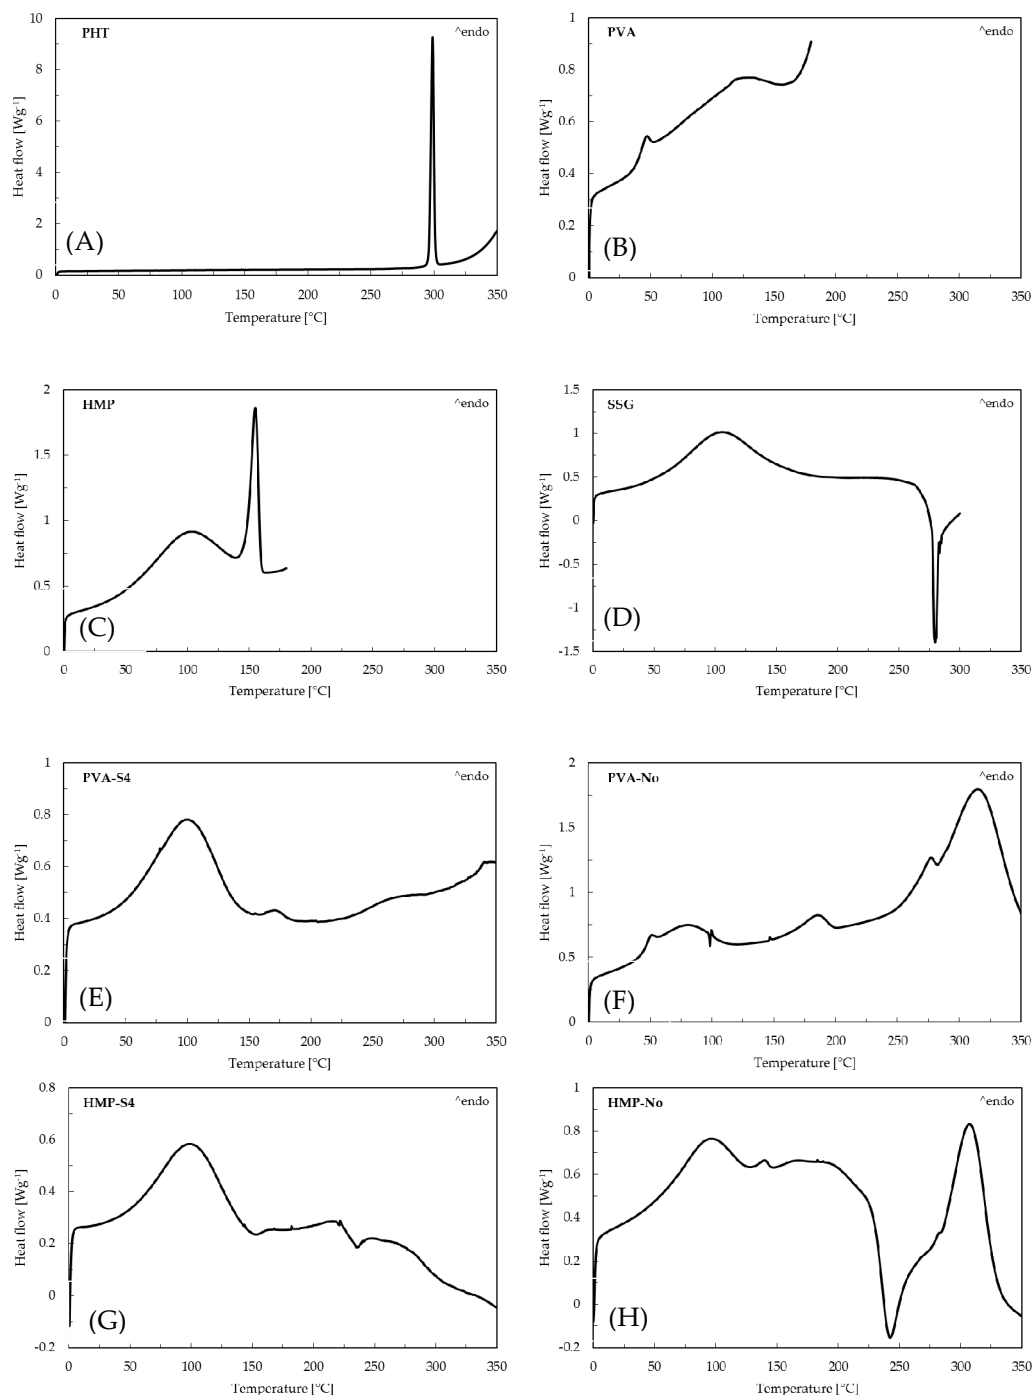 PHT ^endo
10
8
6
4
2
0
Heat flow [Wg-1]
(A)
0 50 100 150 200 250 300 350
Temperature [°C]
PVA ^endo
1
0.8
0.6
0.4
0.2
0
Heat flow [Wg-1]
(B)
0 50 100 150 200 250 300 350
Temperature [°C]
HMP ^endo
2
1.5
1
0.5
0
Heat flow [Wg-1]
(C)
0 50 100 150 200 250 300 350
Temperature [°C]
SSG ^endo
1.5
1
0.5
0
-0.5
-1
-1.5
Heat flow [Wg-1]
(D)
0 50 100 150 200 250 300 350
Temperature [°C]
PVA-S4 ^endo
1
0.8
0.6
0.4
0.2
0
Heat flow [Wg-1]
(E)
0 50 100 150 200 250 300 350
Temperature [°C]
PVA-No ^endo
2
1.5
1
0.5
0
Heat flow [Wg-1]
(F)
0 50 100 150 200 250 300 350
Temperature [°C]
HMP-S4 ^endo
0.8
0.6
0.4
0.2
0
-0.2
Heat flow [Wg-1]
(G)
0 50 100 150 200 250 300 350
Temperature [°C]
HMP-No ^endo
1
0.8
0.6
0.4
0.2
0
-0.2
Heat flow [Wg-1]
(H)
0 50 100 150 200 250 300 350
Temperature [°C]